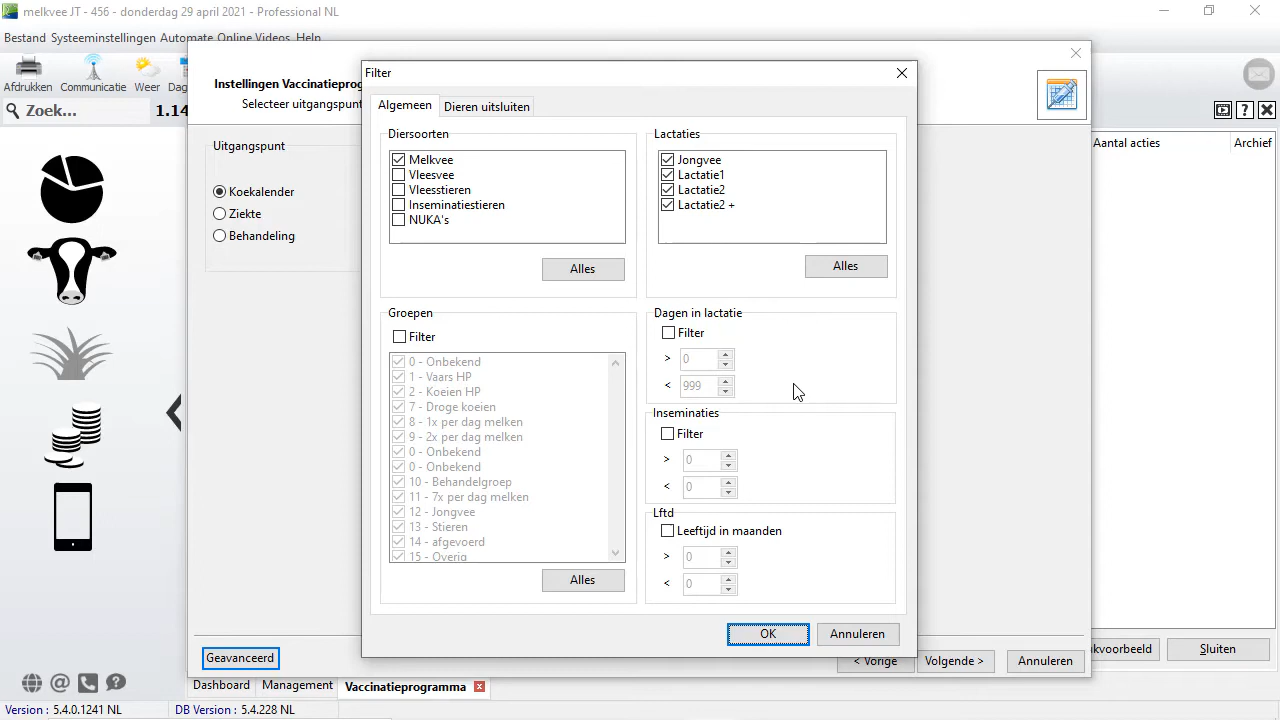 melkvee JT - 456 - donderdag 29 april 2021 - Professional NL
Bestand Systeeminstellingen Automate Online Videos Help
Afdrukken Communicatie Weer
Zoek... 1.14
Instellingen
Selecteer uitgangspunt
Uitgangspunt
Koekalender
Ziekte
Behandeling
Filter
Algemeen Dieren uitsluiten
Diersoorten
Melkvee
Vleesvee
Vleesstieren
Inseminatiestieren
NUKA's
Alles
Lactaties
Jongvee
Lactatie1
Lactatie2
Lactatie2 +
Alles
Groepen
Filter
0 - Onbekend
1 - Vaars HP
2 - Koeien HP
7 - Droge koeien
8 - 1x per dag melken
9 - 2x per dag melken
0 - Onbekend
0 - Onbekend
10 - Behandelgroep
11 - 7x per dag melken
12 - Jongvee
13 - Stieren
14 - afgevoerd
15 - Overig
Alles
Dagen in lactatie
Filter
> 0
< 999
Inseminaties
Filter
> 0
< 0
Lftd
Leeftijd in maanden
> 0
< 0
OK Annuleren
Aantal acties Archief
Geavanceerd < Vorige Volgende > Annuleren
kvoorbeeld Sluiten
Dashboard Management Vaccinatieprogramma
Version : 5.4.0.1241 NL DB Version : 5.4.228 NL